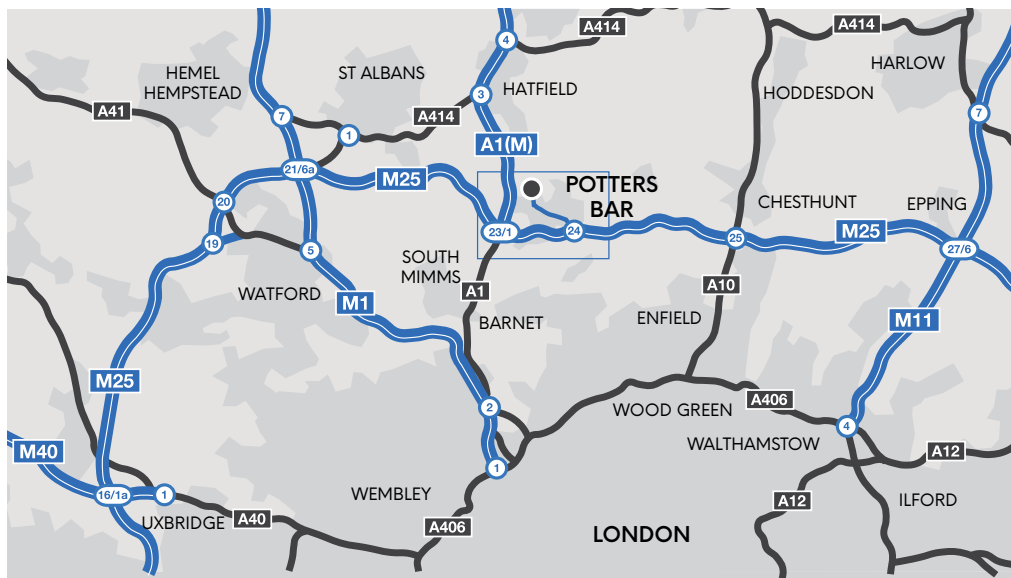 A414
A414
4
HEMEL
HEMPSTEAD
ST ALBANS
HARLOW
HATFIELD
HODDESDON
3
A41
7
1
A414
7
A1(M)
21/6a
M25
POTTERS
BAR
20
CHESTHUNT
EPPING
23/1
24
M25
19
25
27/6
5
SOUTH
MIMMS
WATFORD
M1
A1
A10
BARNET
ENFIELD
M11
M25
A406
2
WOOD GREEN
4
WALTHAMSTOW
M40
A12
1
16/1a
1
WEMBLEY
ILFORD
A12
UXBRIDGE
A40
A406
LONDON